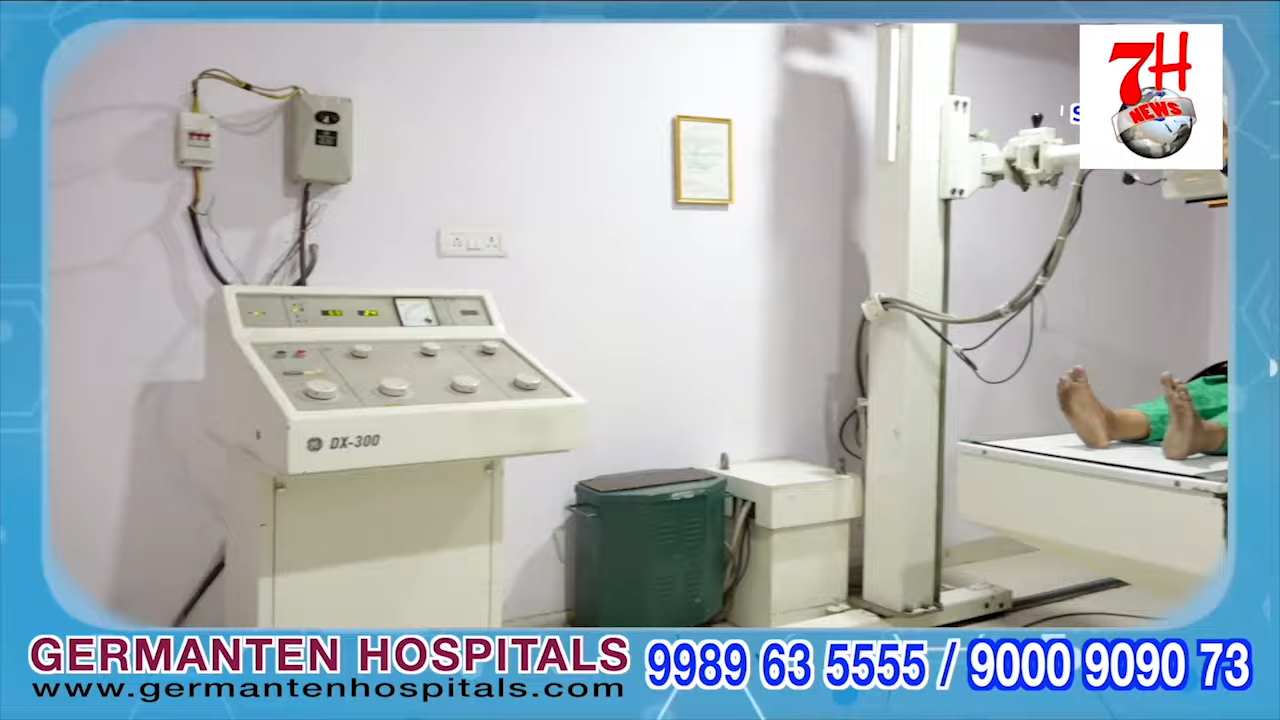 7H
NEWS
S
DX-300
GERMANTEN HOSPITALS
www.germantenhospitals.com
9989 63 5555 / 9000 9090 73